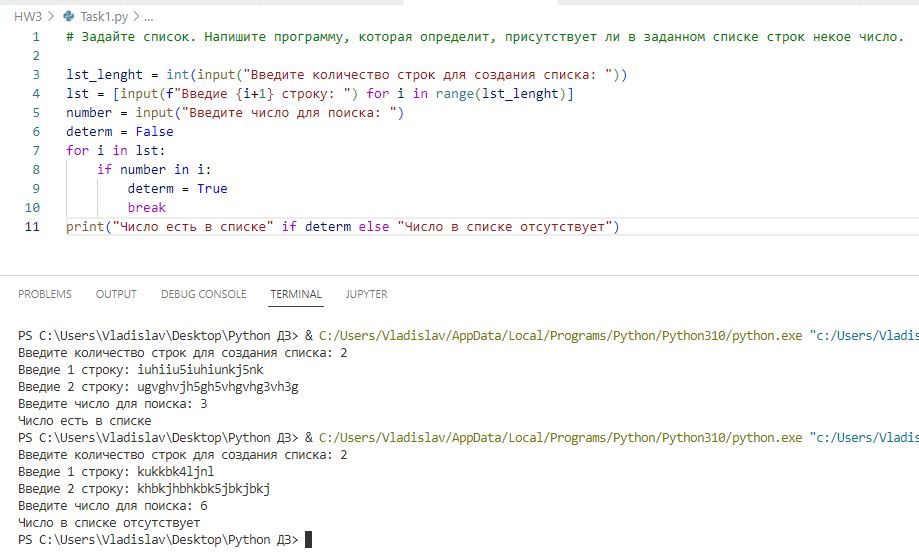 HW3 > Task1.py > ...
1 # Задайте список. Напишите программу, которая определит, присутствует ли в заданном списке строк некое число.
2
3 lst_lenght = int(input("Введите количество строк для создания списка: "))
4 lst = [input(f"Введие {i+1} строку: ") for i in range(lst_lenght)]
5 number = input("Введите число для поиска: ")
6 determ = False
7 for i in lst:
8     if number in i:
9         determ = True
10         break
11 print("Число есть в списке" if determ else "Число в списке отсутствует")
PROBLEMS OUTPUT DEBUG CONSOLE TERMINAL JUPYTER
PS C:\Users\Vladislav\Desktop\Python ДЗ> & C:/Users/Vladislav/AppData/Local/Programs/Python/Python310/python.exe "c:/Users/Vladis
Введите количество строк для создания списка: 2
Введие 1 строку: iuhiiu5iuhiunkj5nk
Введие 2 строку: ugvghvjh5gh5vhgvhg3vh3g
Введите число для поиска: 3
Число есть в списке
PS C:\Users\Vladislav\Desktop\Python ДЗ> & C:/Users/Vladislav/AppData/Local/Programs/Python/Python310/python.exe "c:/Users/Vladis
Введите количество строк для создания списка: 2
Введие 1 строку: kukkbk4ljnl
Введие 2 строку: khbkjhbhkbk5jbkjbkj
Введите число для поиска: 6
Число в списке отсутствует
PS C:\Users\Vladislav\Desktop\Python ДЗ>